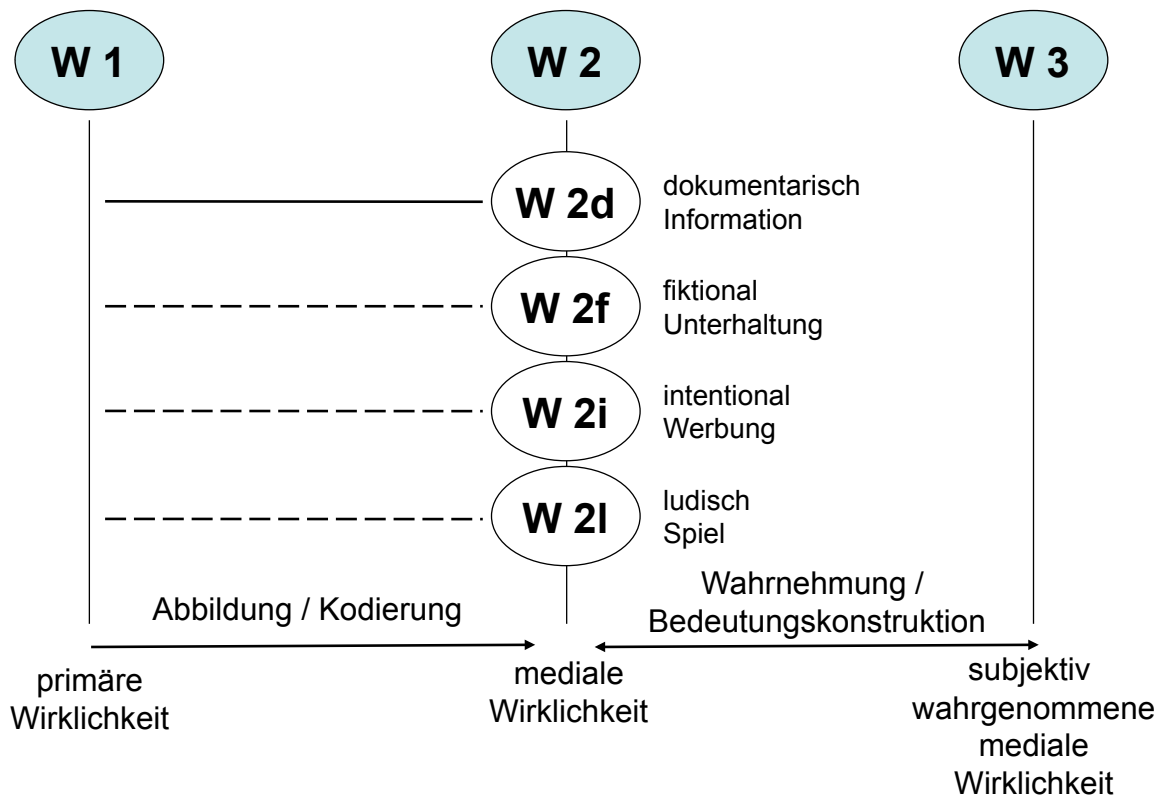 W 1
W 2
W 3
W 2d
dokumentarisch
Information
W 2f
fiktional
Unterhaltung
W 2i
intentional
Werbung
W 2l
ludisch
Spiel
Abbildung / Kodierung
Wahrnehmung /
Bedeutungskonstruktion
primäre
Wirklichkeit
mediale
Wirklichkeit
subjektiv
wahrgenommene
mediale
Wirklichkeit